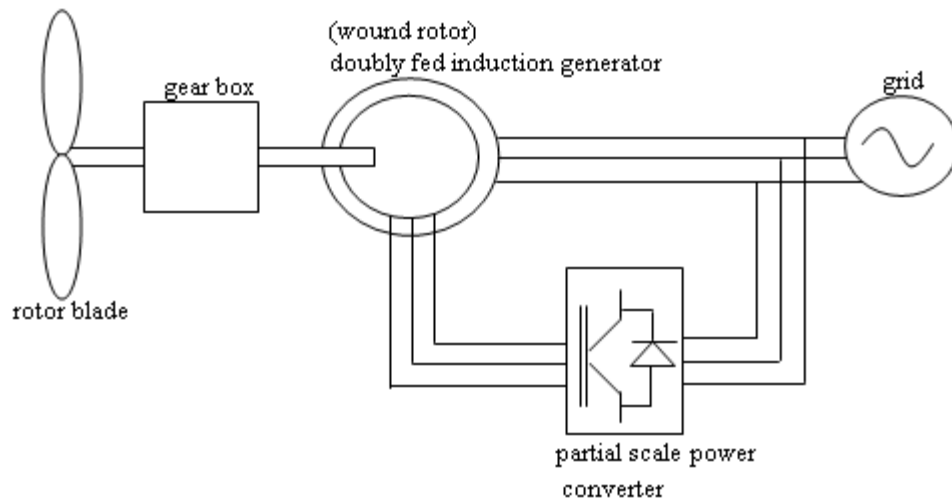 (wound rotor)
doubly fed induction generator
gear box
grid
rotor blade
partial scale power
converter